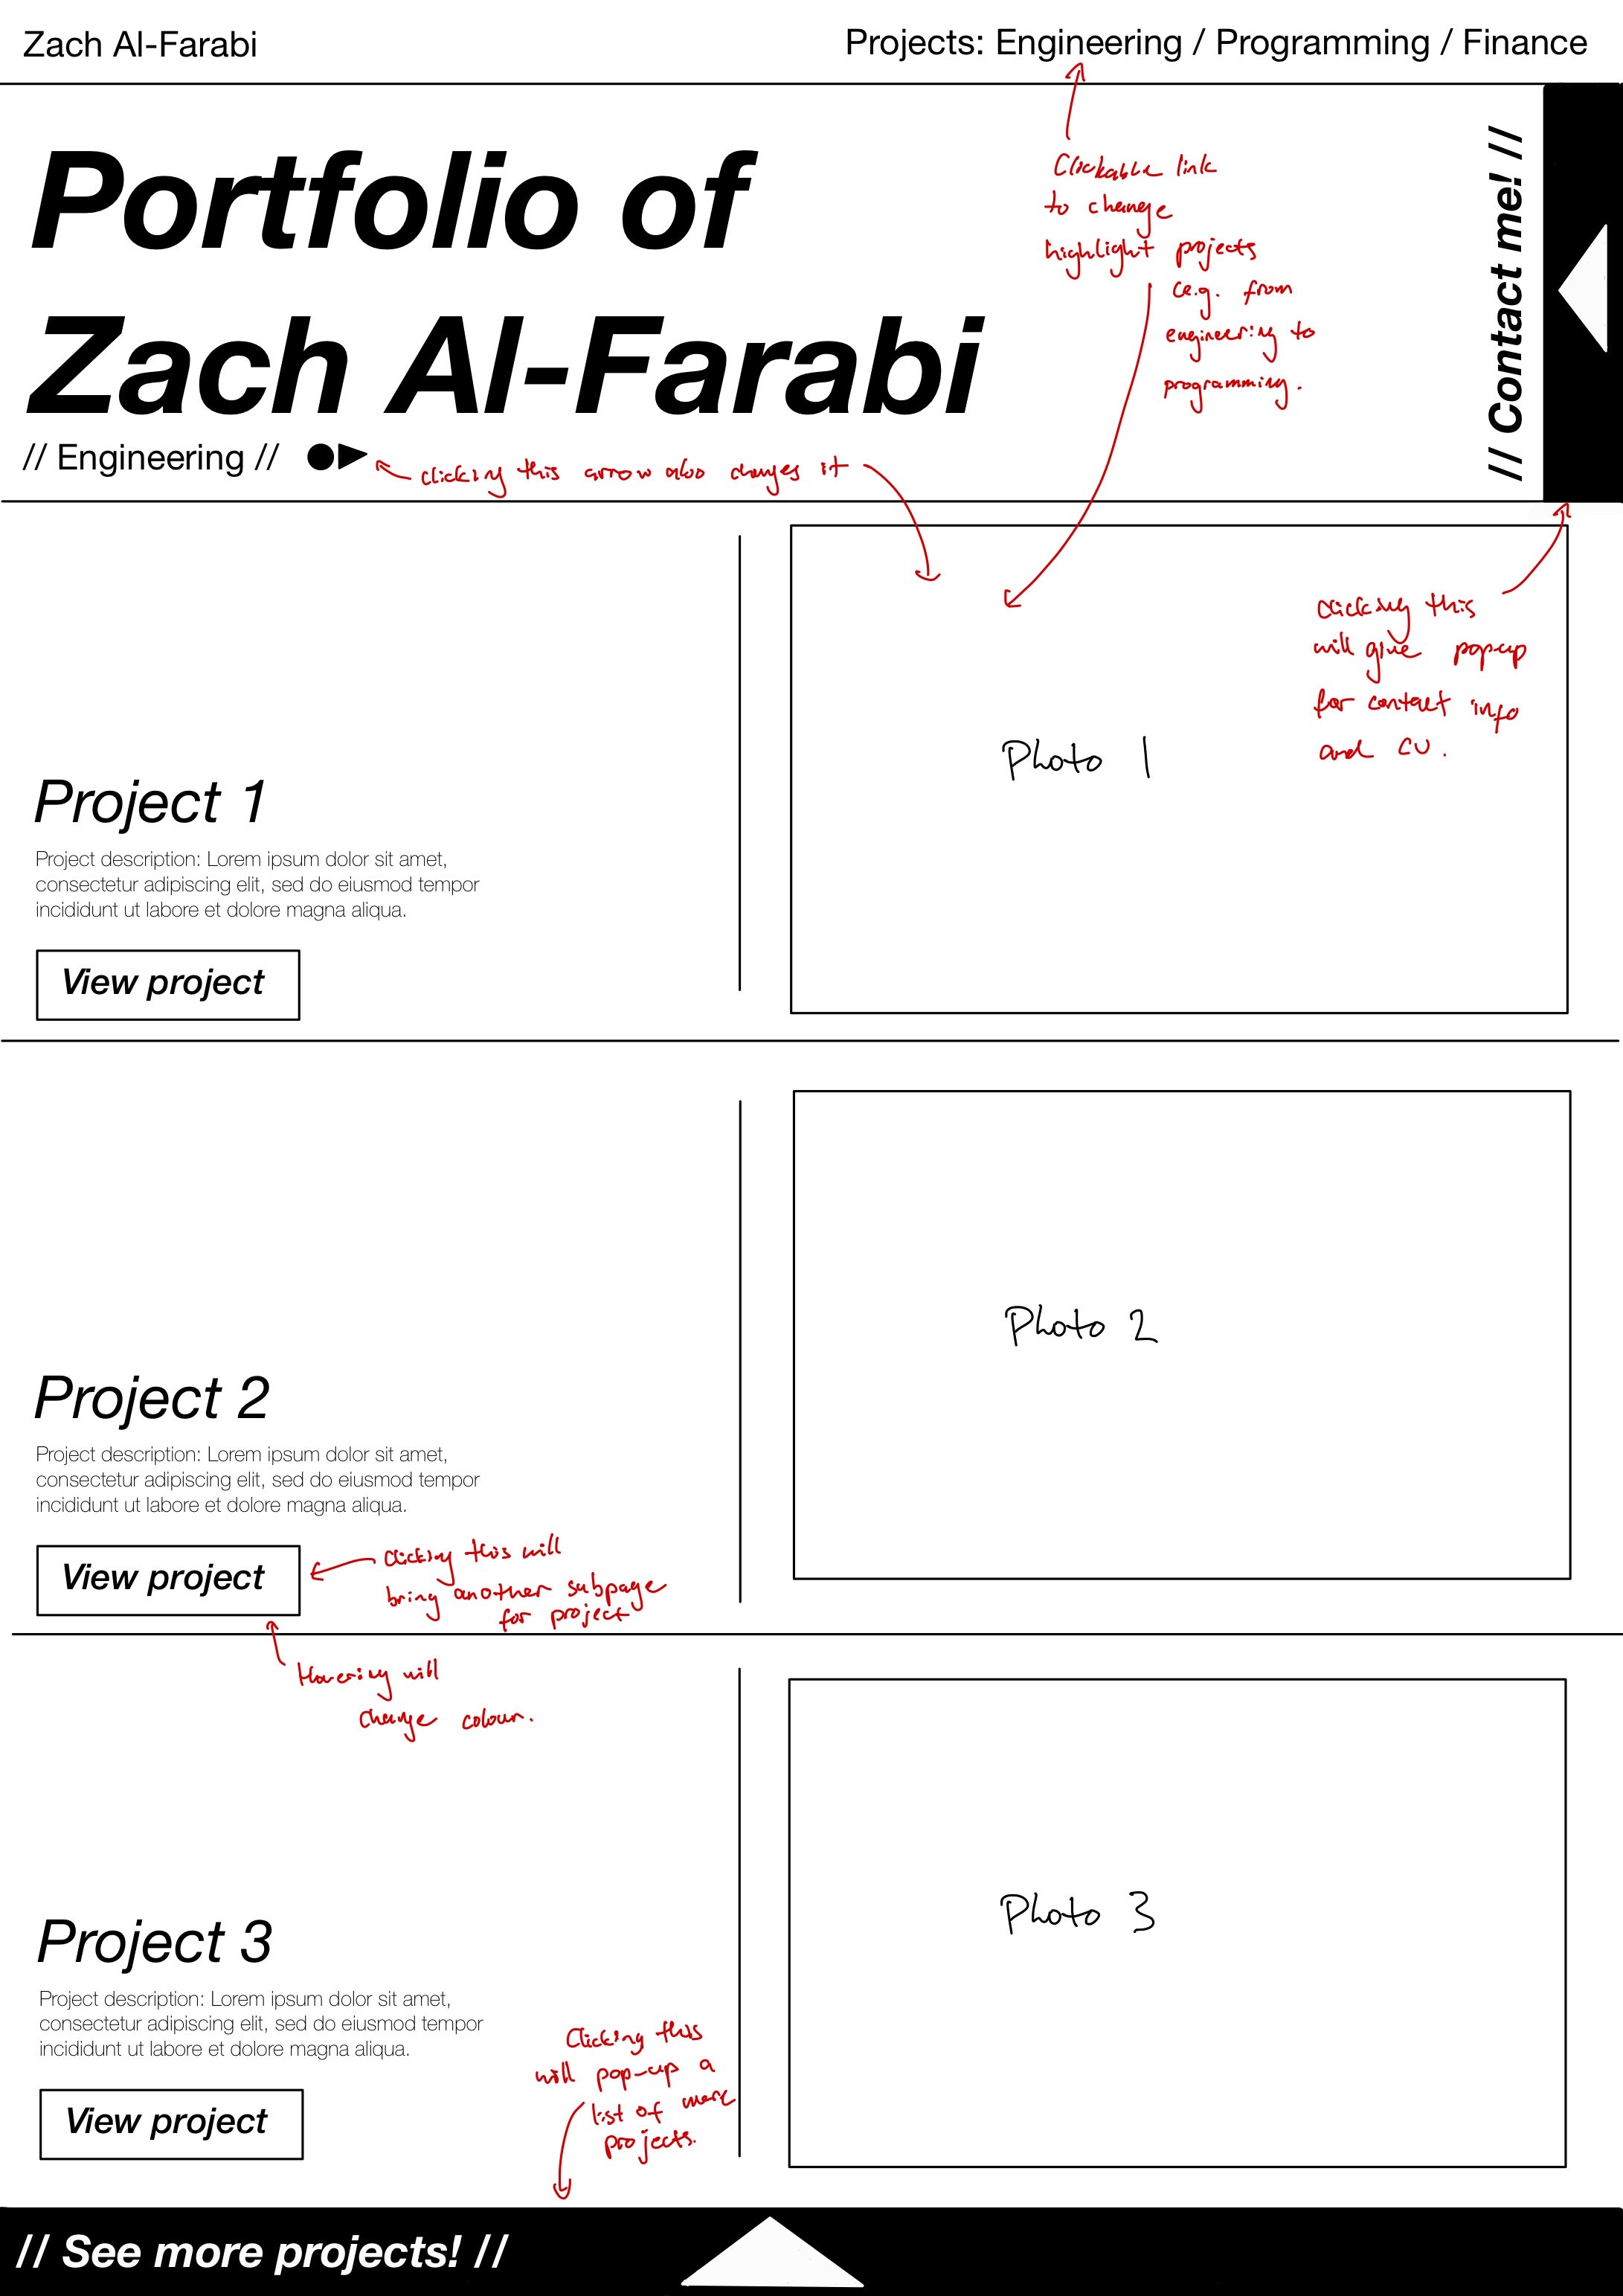 Zach Al-Farabi
Projects: Engineering / Programming / Finance
Portfolio of
Zach Al-Farabi
// Engineering //
// Contact me! //
Clickable link
to change
highlight projects
(e.g. from
engineering to
programming.
clicking this arrow also changes it
clicking this
will give popup
for contact info
and CV.
Photo 1
Project 1
Project description: Lorem ipsum dolor sit amet,
consectetur adipiscing elit, sed do eiusmod tempor
incididunt ut labore et dolore magna aliqua.
View project
Photo 2
Project 2
Project description: Lorem ipsum dolor sit amet,
consectetur adipiscing elit, sed do eiusmod tempor
incididunt ut labore et dolore magna aliqua.
View project
clicking this will
bring another subpage
for project
Hovering will
change colour.
Photo 3
Project 3
Project description: Lorem ipsum dolor sit amet,
consectetur adipiscing elit, sed do eiusmod tempor
incididunt ut labore et dolore magna aliqua.
View project
Clicking this
will pop-up a
list of more
projects.
// See more projects! //